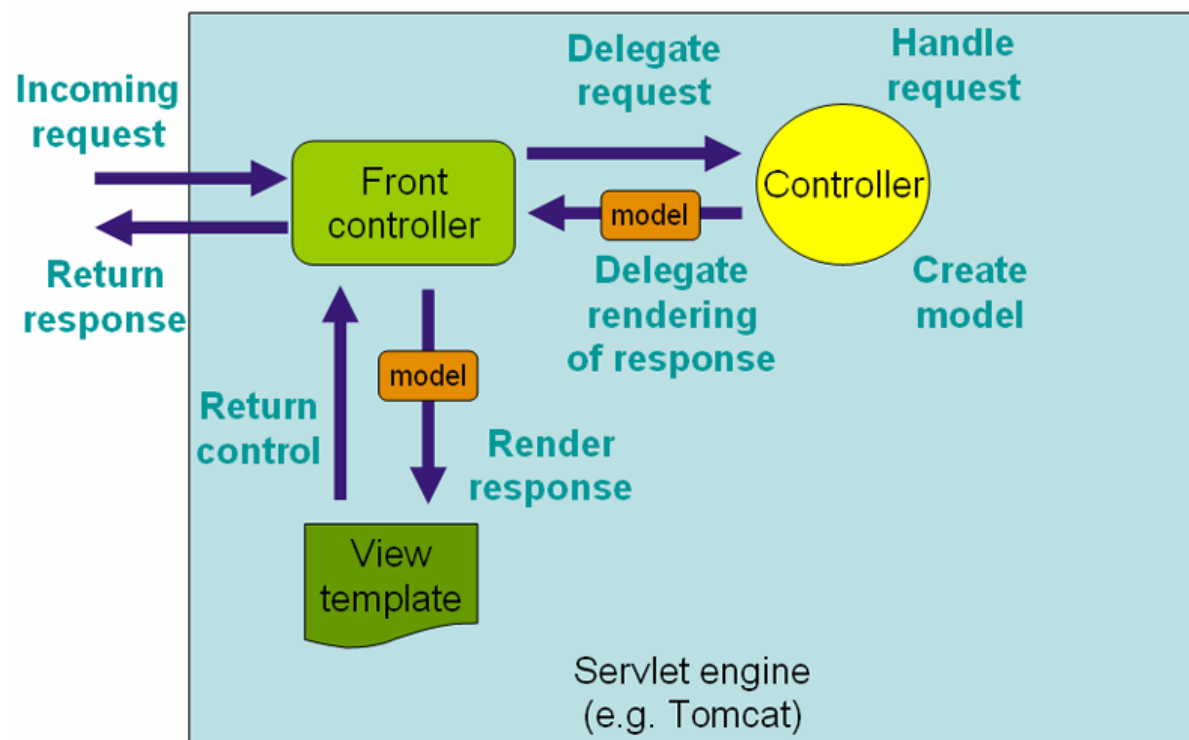 Incoming
request
Return
response
Front
controller
Delegate
request
Handle
request
Controller
model
Delegate
rendering
of response
Create
model
model
Return
control
Render
response
View
template
Servlet engine
(e.g. Tomcat)